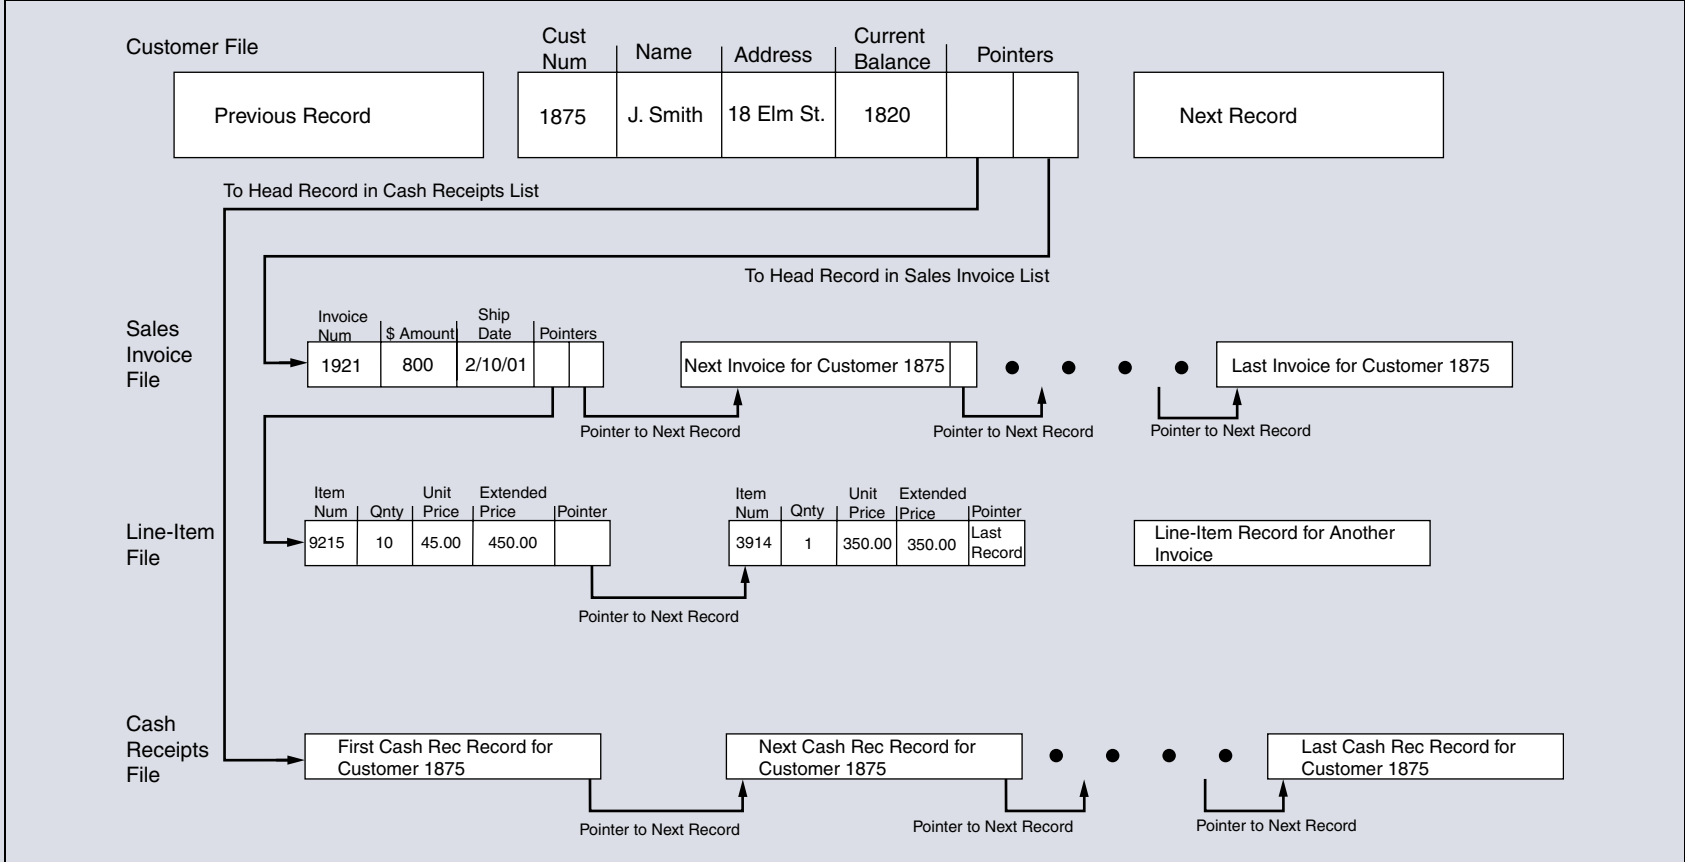 Customer File
Cust Num
Name
Address
Current Balance
Pointers
Previous Record
1875
J. Smith
18 Elm St.
1820
Next Record
To Head Record in Cash Receipts List
To Head Record in Sales Invoice List
Sales Invoice File
Invoice Num
$ Amount
Ship Date
Pointers
1921
800
2/10/01
Next Invoice for Customer 1875
Last Invoice for Customer 1875
Pointer to Next Record
Pointer to Next Record
Pointer to Next Record
Line-Item File
Item Num
Qnty
Unit Price
Extended Price
Pointer
9215
10
45.00
450.00
Item Num
Qnty
Unit Price
Extended Price
Pointer
3914
1
350.00
350.00
Last Record
Line-Item Record for Another Invoice
Pointer to Next Record
Cash Receipts File
First Cash Rec Record for Customer 1875
Next Cash Rec Record for Customer 1875
Last Cash Rec Record for Customer 1875
Pointer to Next Record
Pointer to Next Record
Pointer to Next Record